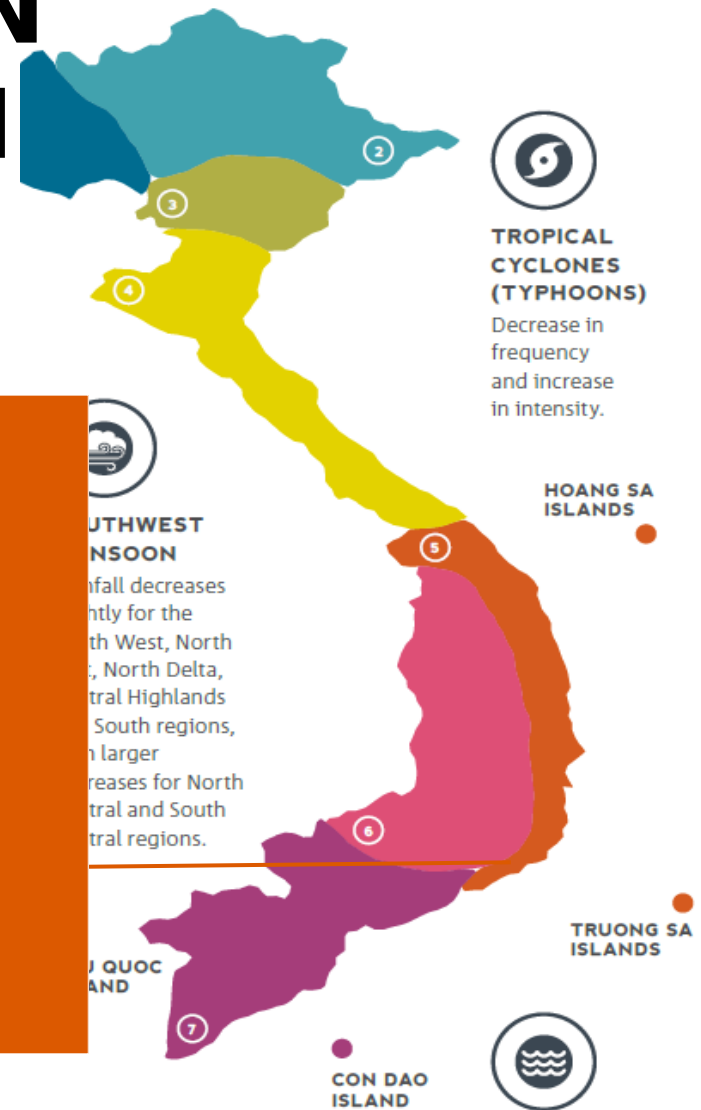 N
2
3
TROPICAL
CYCLONES
(TYPHOONS)
Decrease in
frequency
and increase
in intensity.
4
HOANG SA
ISLANDS
UTHWEST
NSOON
nfall decreases
htly for the
th West, North
t, North Delta,
tral Highlands
South regions,
h larger
reases for North
tral and South
tral regions.
5
6
TRUONG SA
ISLANDS
U QUOC
AND
7
CON DAO
ISLAND